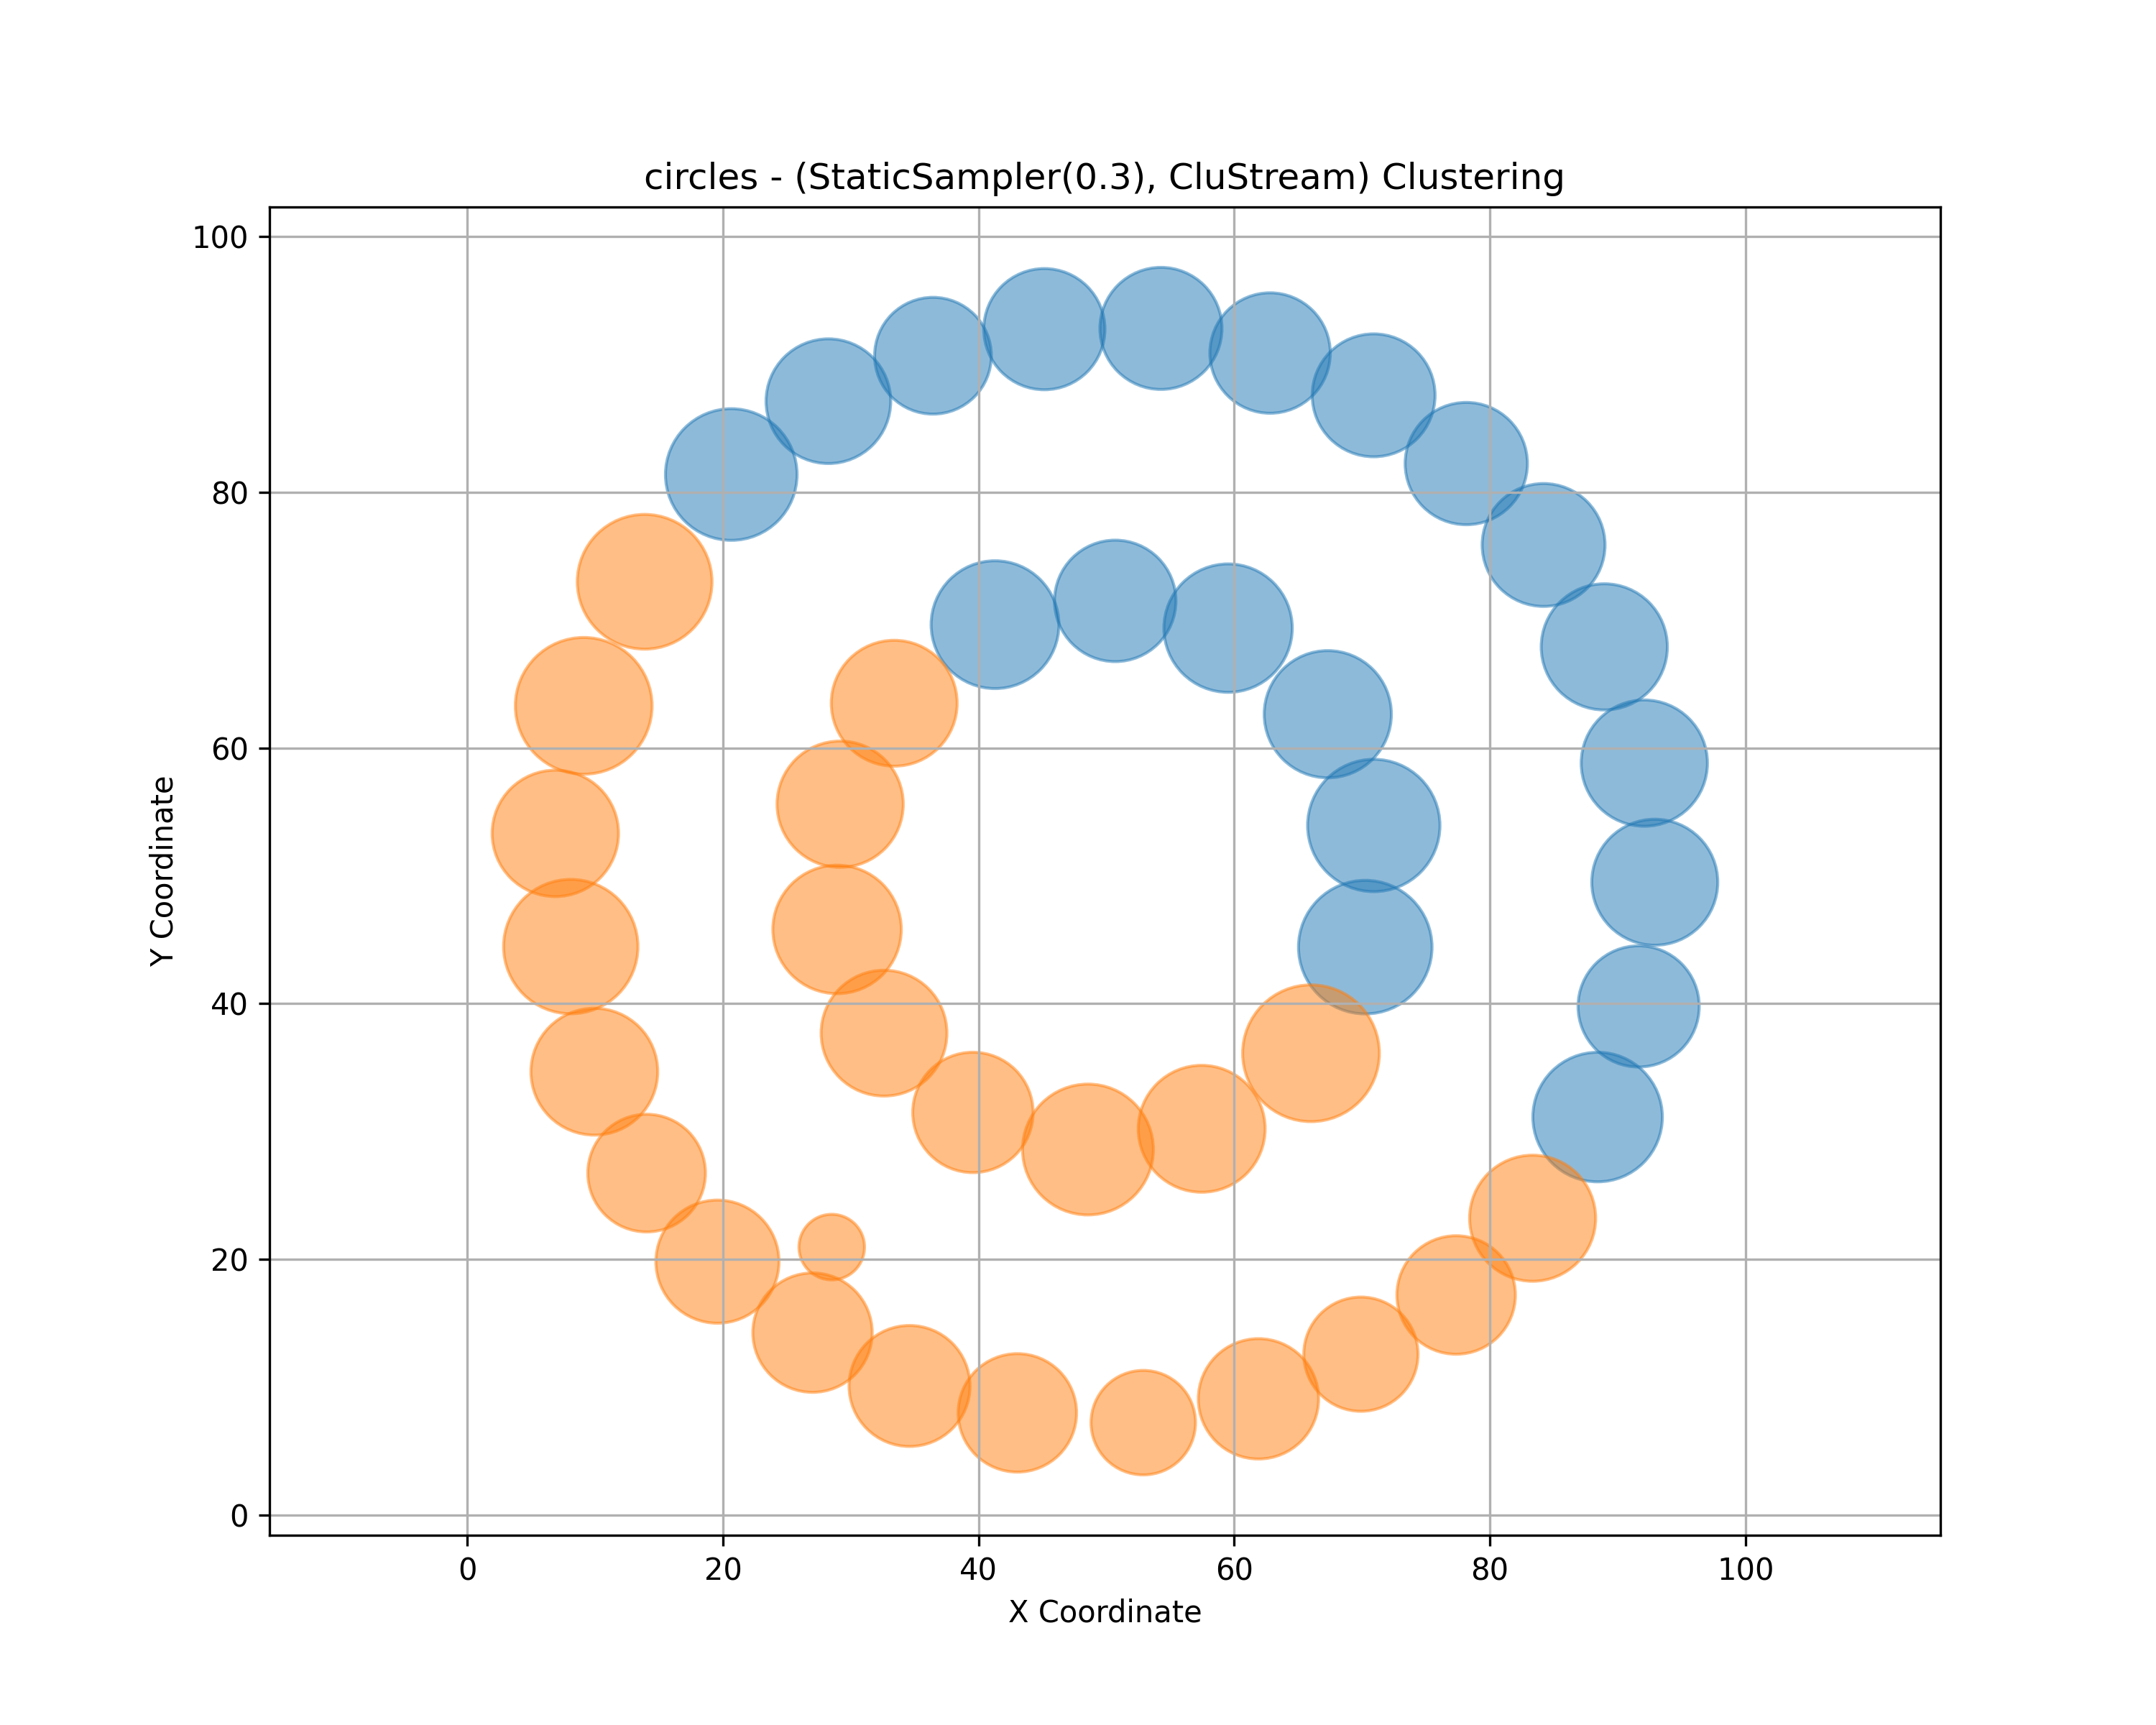 circles - (StaticSampler(0.3), CluStream) Clustering
100
80
60
40
20
0
Y Coordinate
0 20 40 60 80 100
X Coordinate